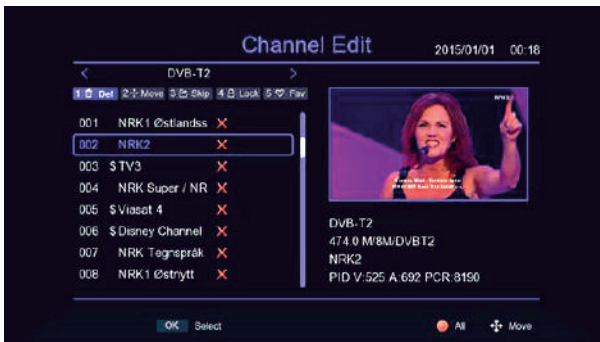 Channel Edit
2015/01/01 00:18
< DVB-T2 >
1 Del 2 Move 3 Skip 4 Lock 5 Fav
001 NRK1 Østlandss
002 NRK2
003 $ TV3
004 NRK Super / NR
005 $ Viasat 4
006 $ Disney Channel
007 NRK Tegnspråk
008 NRK1 Østnytt
NRK2
DVB-T2
474.0 M/8M/DVBT2
NRK2
PID V:525 A:692 PCR:8190
OK Select
All
Move